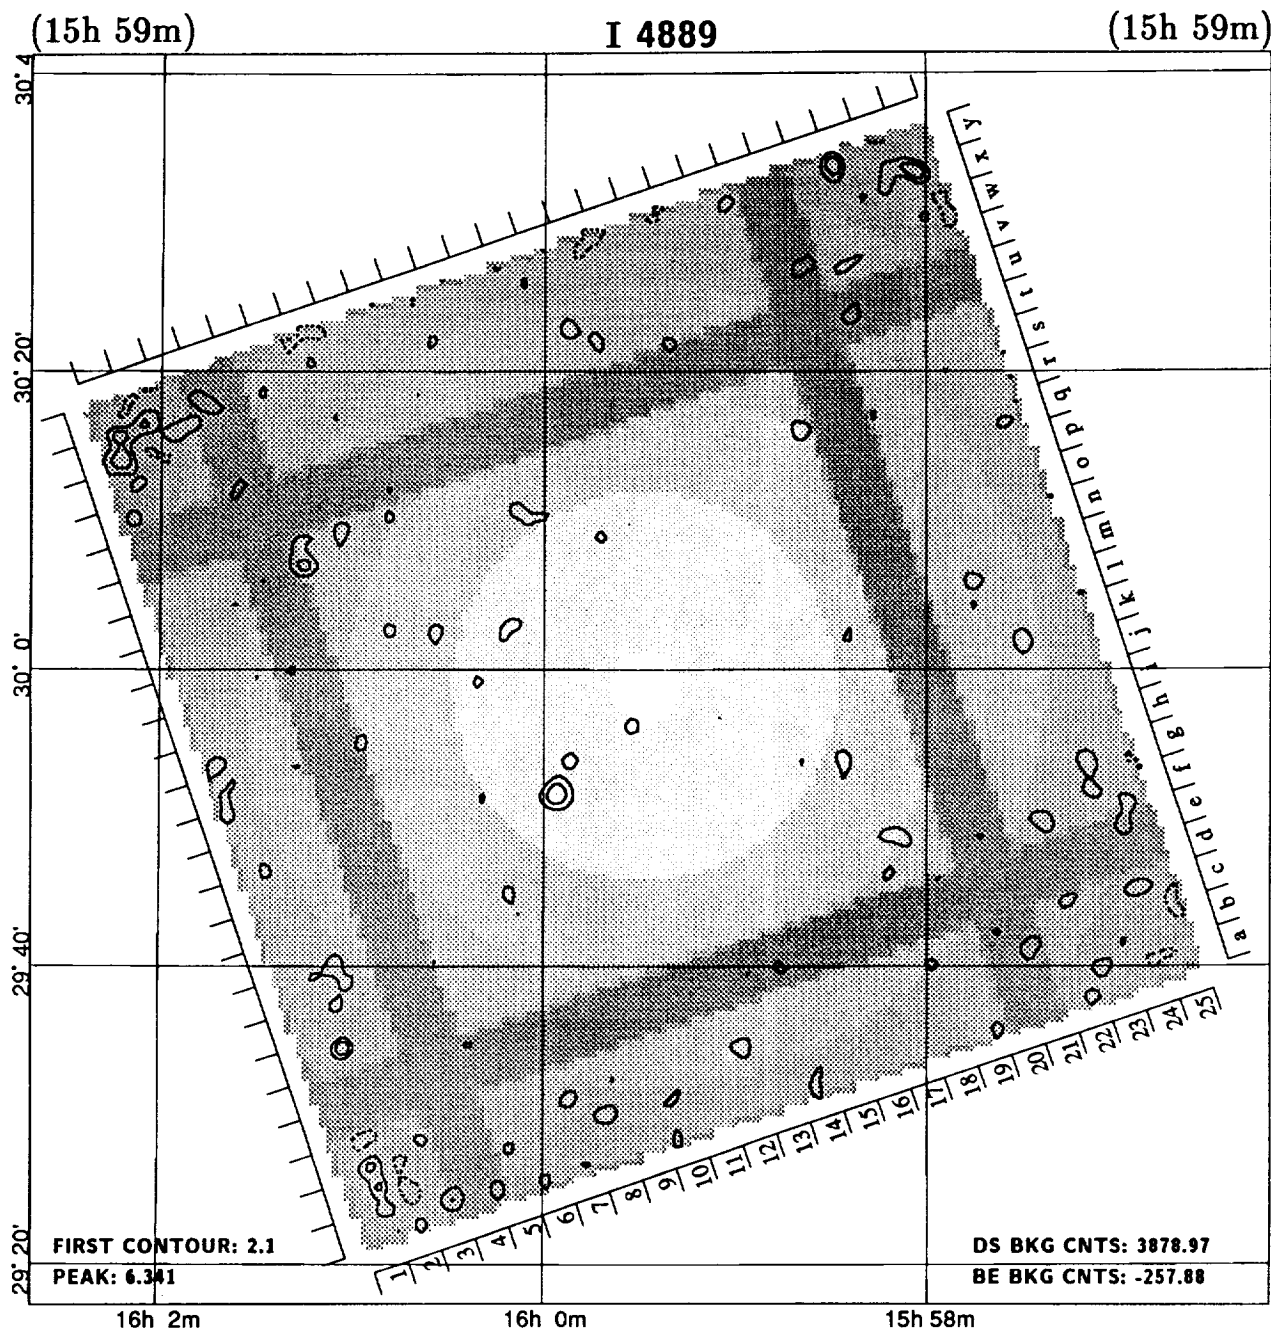 (15h 59m)
I 4889
(15h 59m)
30° 4
30° 20'
30° 0'
29° 40'
29° 20'
a b c d e f g h i j k l m n o p q r s t u v w x y
1 2 3 4 5 6 7 8 9 10 11 12 13 14 15 16 17 18 19 20 21 22 23 24 25
FIRST CONTOUR: 2.1
PEAK: 6.341
DS BKG CNTS: 3878.97
BE BKG CNTS: -257.88
16h 2m
16h 0m
15h 58m